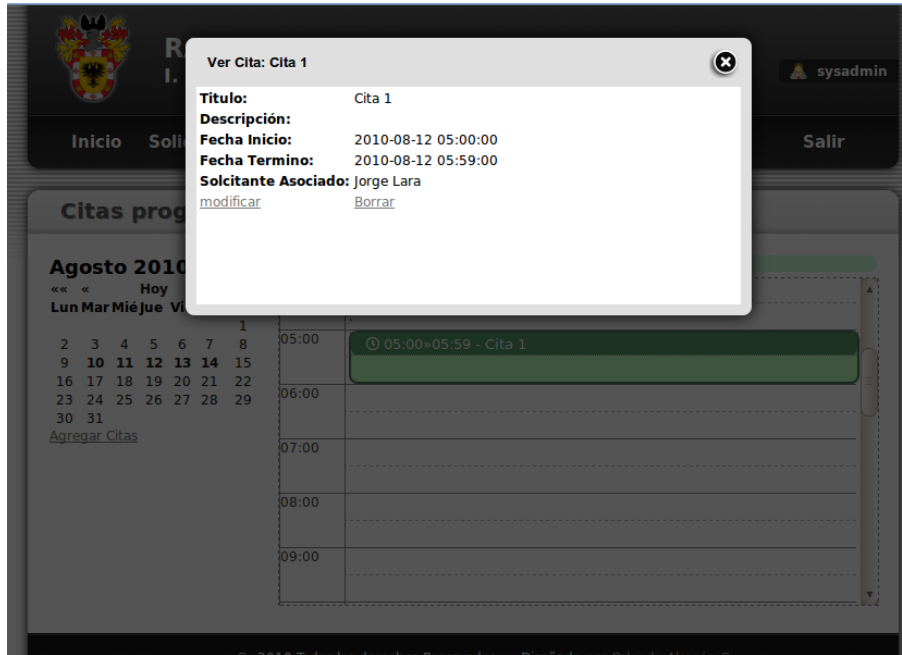 R
I.
sysadmin
Inicio Soli Salir
Ver Cita: Cita 1
Titulo: Cita 1
Descripción:
Fecha Inicio: 2010-08-12 05:00:00
Fecha Termino: 2010-08-12 05:59:00
Solcitante Asociado: Jorge Lara
modificar Borrar
Citas prog
Agosto 2010
«« « Hoy
Lun Mar Mié Jue Vi
1
2 3 4 5 6 7 8
9 10 11 12 13 14 15
16 17 18 19 20 21 22
23 24 25 26 27 28 29
30 31
Agregar Citas
05:00
05:00»05:59 - Cita 1
06:00
07:00
08:00
09:00